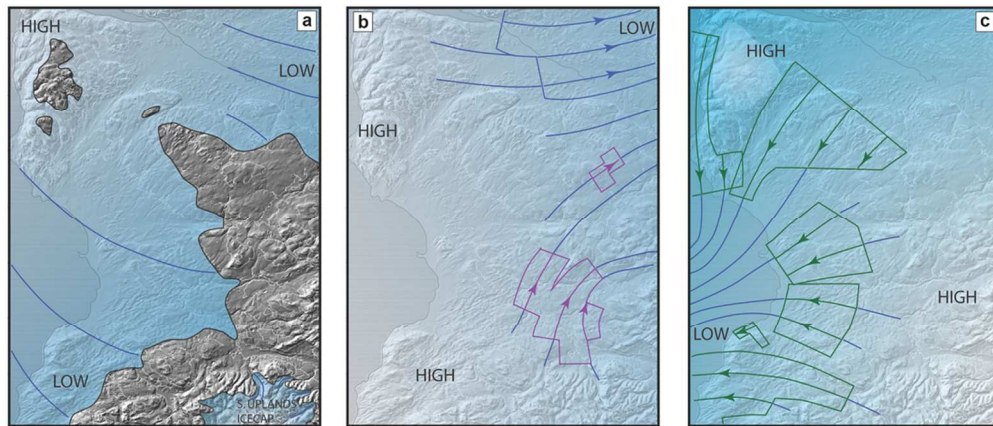 a
HIGH
LOW
LOW
S. UPLANDS
ICECAP
b
LOW
HIGH
HIGH
c
HIGH
HIGH
LOW